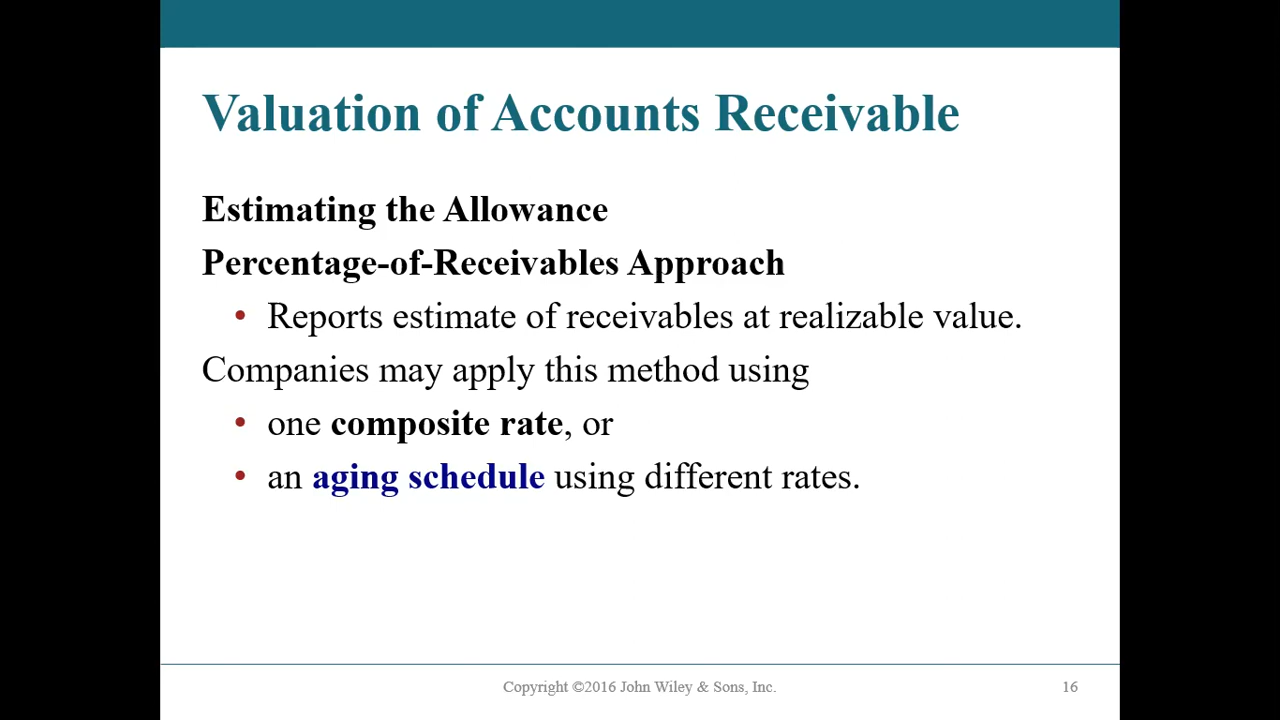 Valuation of Accounts Receivable
Estimating the Allowance
Percentage-of-Receivables Approach
• Reports estimate of receivables at realizable value.
Companies may apply this method using
• one composite rate, or
• an aging schedule using different rates.
Copyright ©2016 John Wiley & Sons, Inc.
16